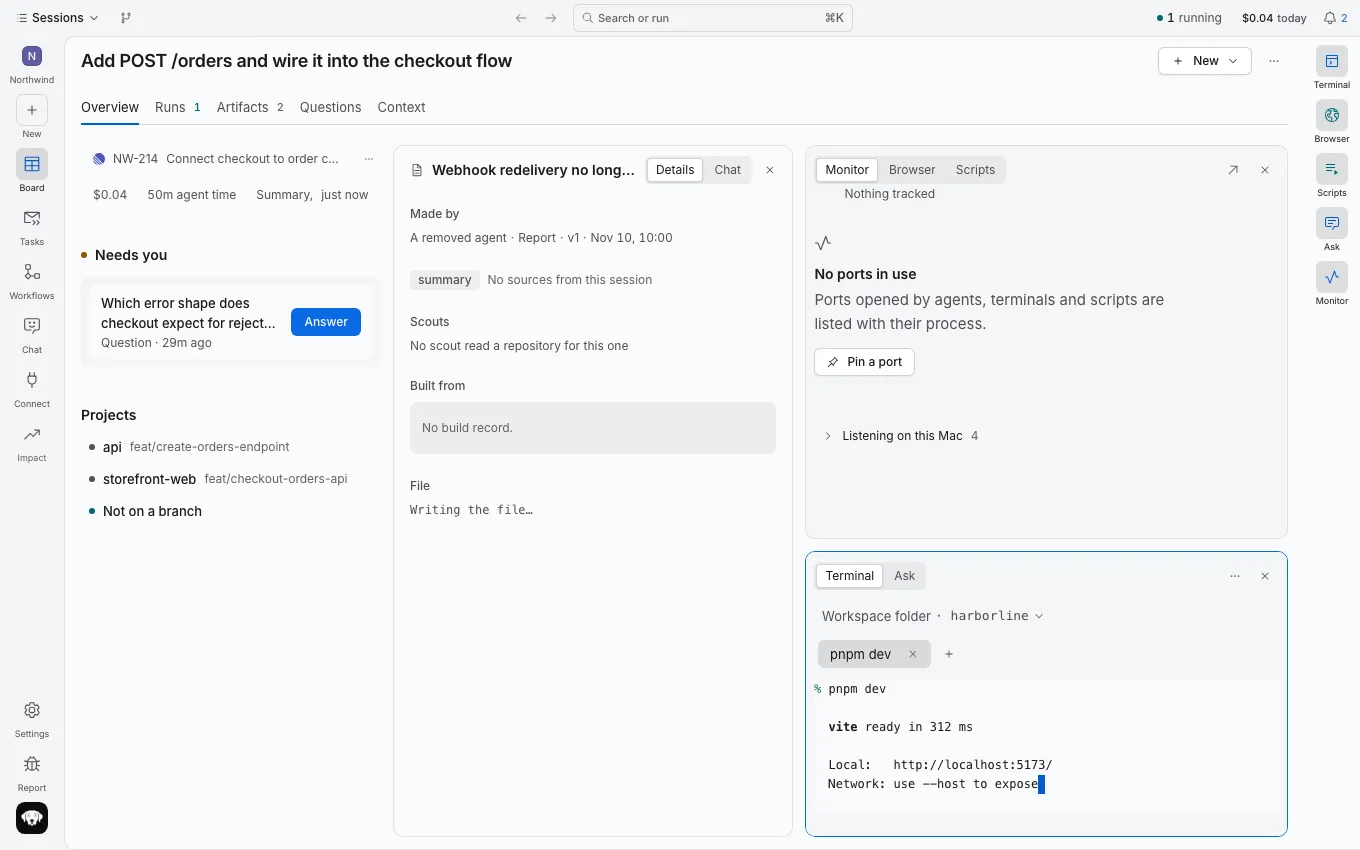 Sessions
Search or run ⌘K
1 running
$0.04 today
2
N
Northwind
New
Board
Tasks
Workflows
Chat
Connect
Impact
Settings
Report
Add POST /orders and wire it into the checkout flow
New
Overview
Runs 1
Artifacts 2
Questions
Context
NW-214 Connect checkout to order c...
$0.04 50m agent time Summary, just now
Needs you
Which error shape does
checkout expect for reject...
Question · 29m ago
Answer
Projects
api feat/create-orders-endpoint
storefront-web feat/checkout-orders-api
Not on a branch
Webhook redelivery no long...
Details
Chat
Made by
A removed agent · Report · v1 · Nov 10, 10:00
summary No sources from this session
Scouts
No scout read a repository for this one
Built from
No build record.
File
Writing the file…
Monitor
Browser
Scripts
Nothing tracked
No ports in use
Ports opened by agents, terminals and scripts are
listed with their process.
Pin a port
Listening on this Mac 4
Terminal
Ask
Workspace folder · harborline
pnpm dev
% pnpm dev
vite ready in 312 ms
Local: http://localhost:5173/
Network: use --host to expose
Terminal
Browser
Scripts
Ask
Monitor